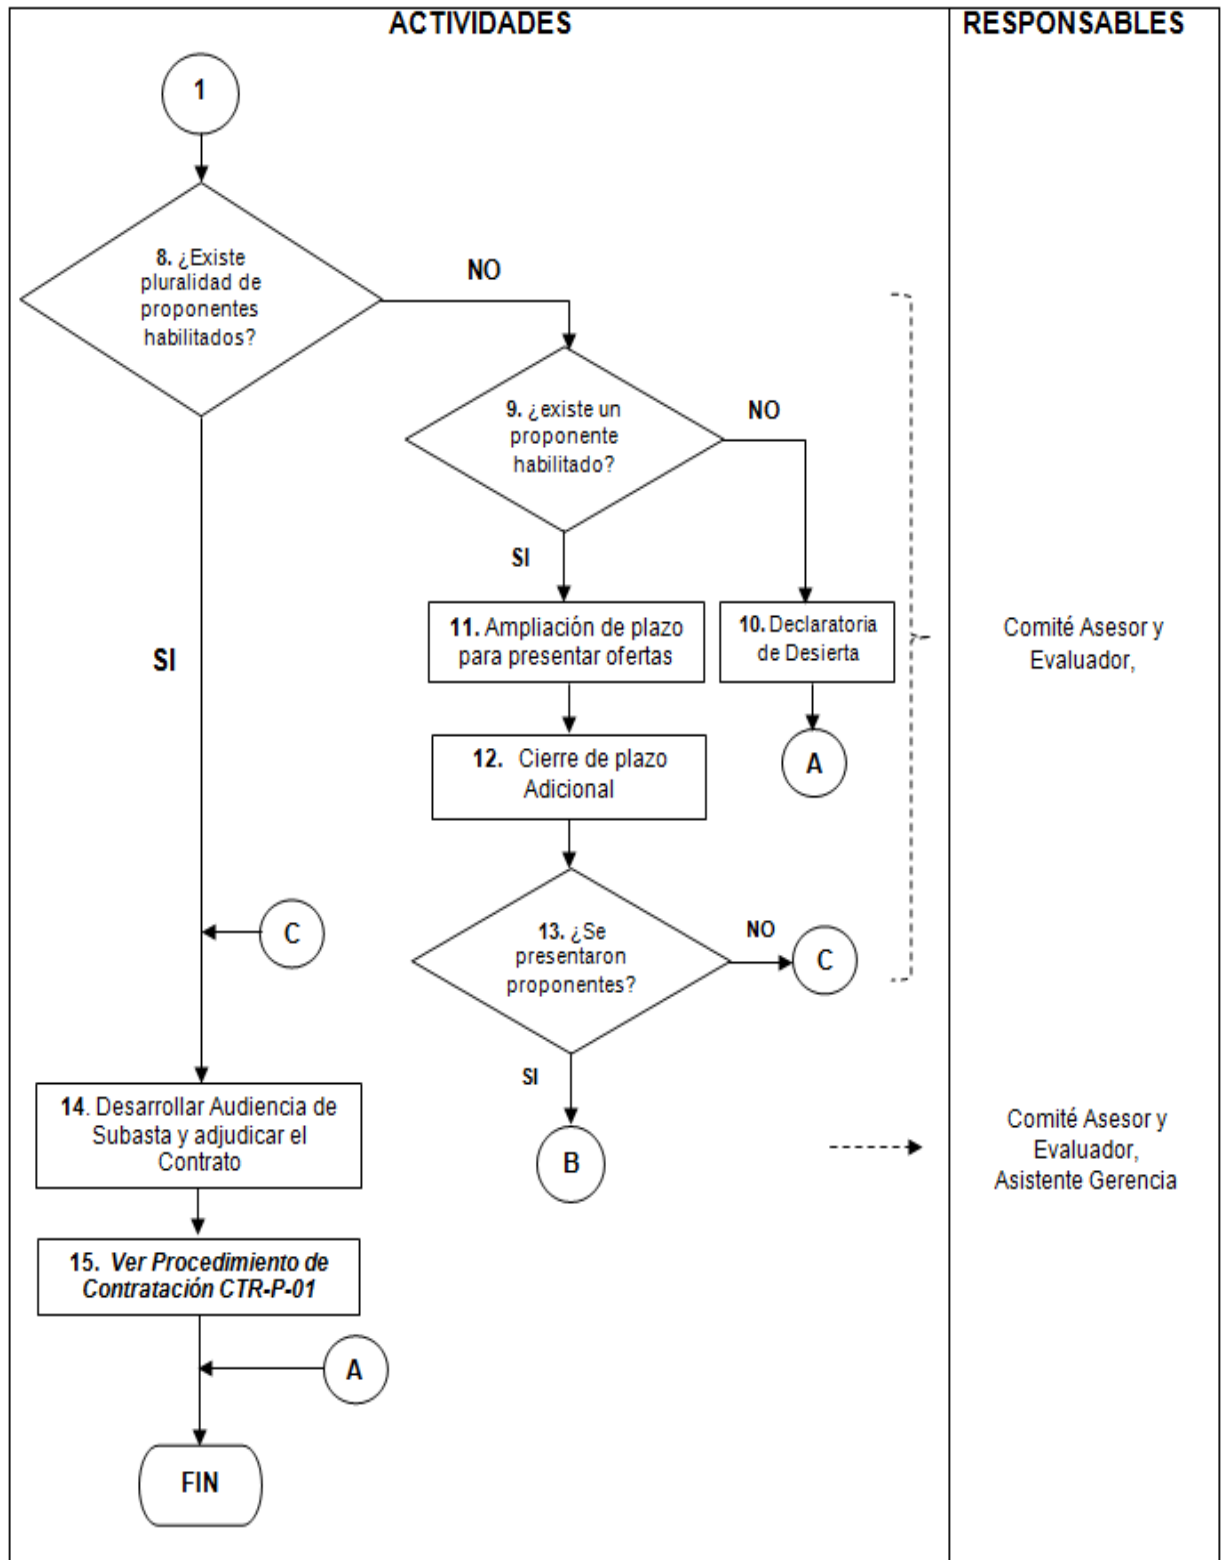 ACTIVIDADES
RESPONSABLES
1
8. ¿Existe
pluralidad de
proponentes
habilitados?
NO
9. ¿existe un
proponente
habilitado?
NO
SI
SI
11. Ampliación de plazo
para presentar ofertas
10. Declaratoria
de Desierta
Comité Asesor y
Evaluador,
12. Cierre de plazo
Adicional
A
C
13. ¿Se
presentaron
proponentes?
NO
C
SI
B
14. Desarrollar Audiencia de
Subasta y adjudicar el
Contrato
Comité Asesor y
Evaluador,
Asistente Gerencia
15. Ver Procedimiento de
Contratación CTR-P-01
A
FIN